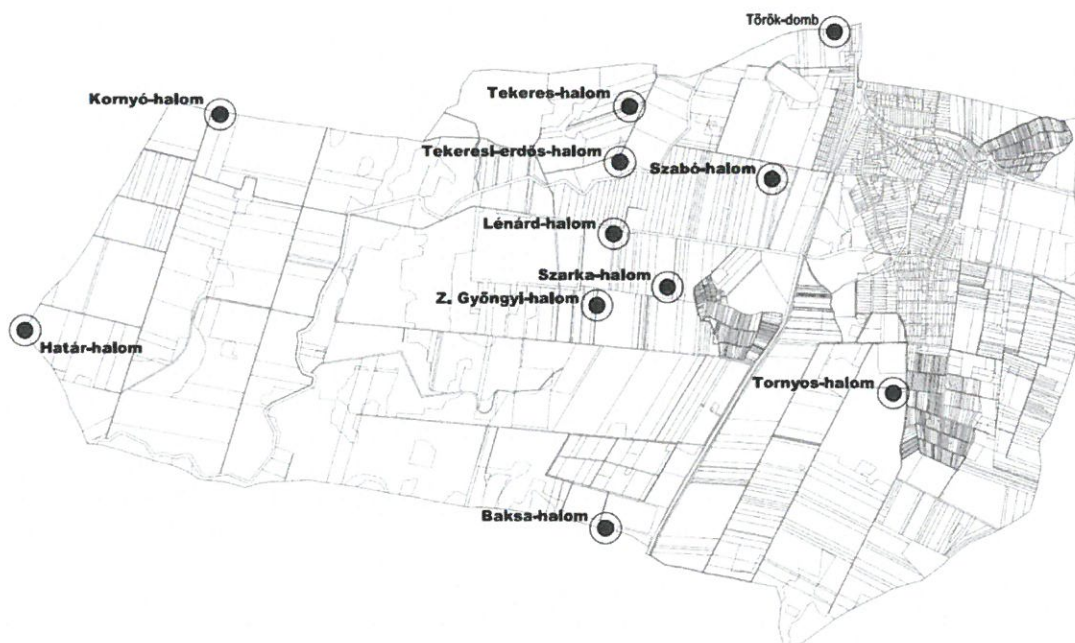 Török-domb
Tekeres-halom
Kornyó-halom
Tekeresi-erdős-halom
Szabó-halom
Lénárd-halom
Szarka-halom
Z. Gyöngyi-halom
Határ-halom
Tornyos-halom
Baksa-halom